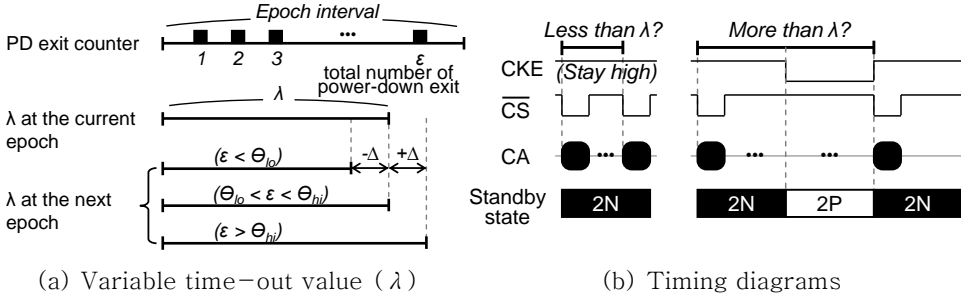 Epoch interval
PD exit counter
1 2 3 ... ε
total number of
power-down exit
λ
λ at the current
epoch
(ε < Θlo) -Δ +Δ
λ at the next
epoch
(Θlo < ε < Θhi)
(ε > Θhi)
(a) Variable time-out value (λ)
Less than λ? More than λ?
CKE (Stay high)
CS
CA ... ... ...
Standby
state
2N 2N 2P 2N
(b) Timing diagrams